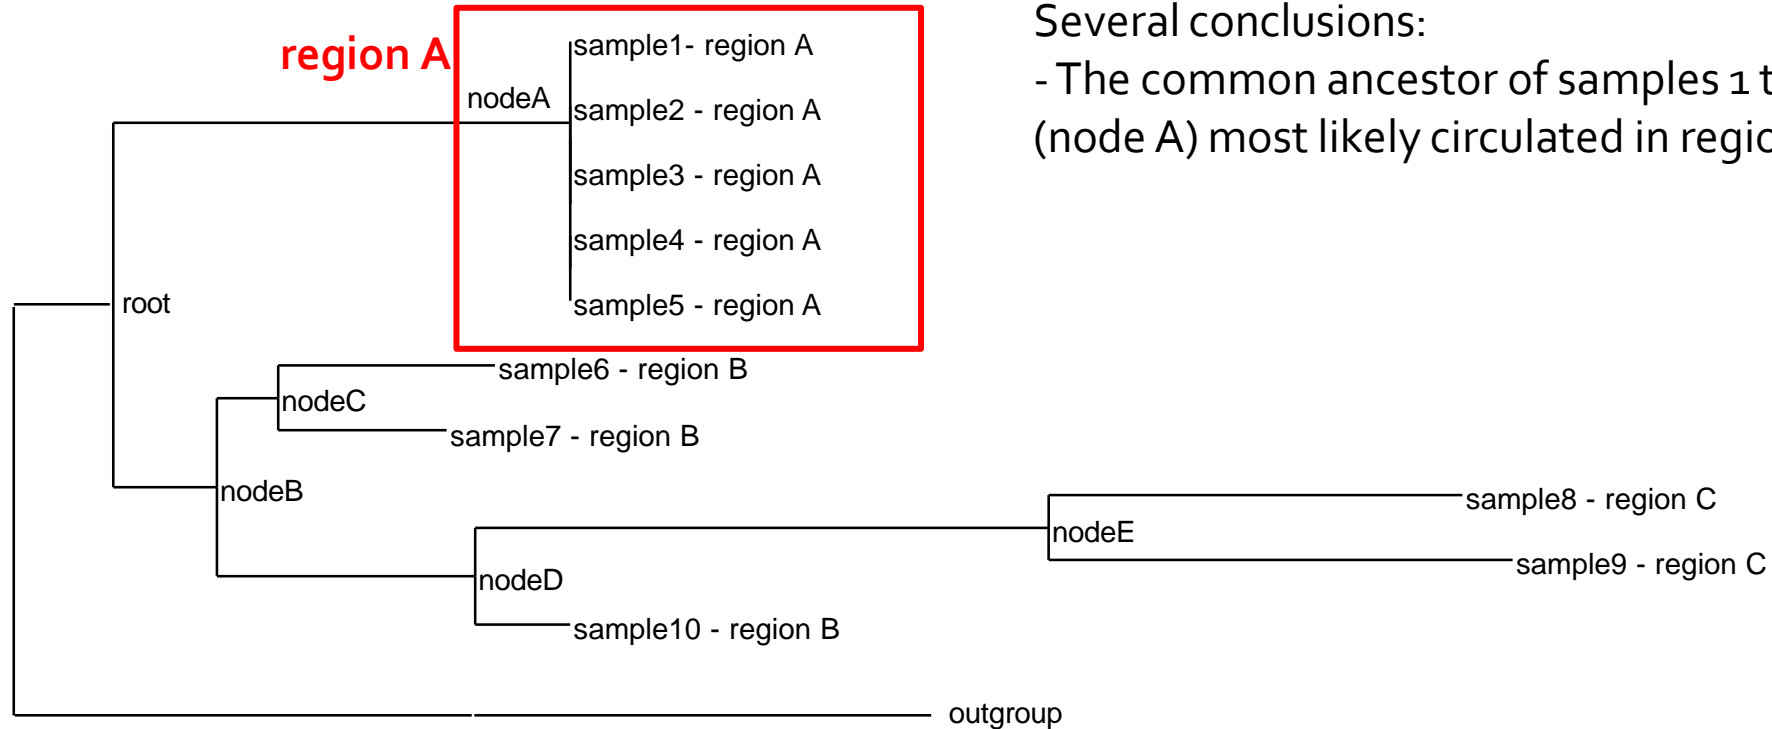 Several conclusions:
- The common ancestor of samples 1 t
(node A) most likely circulated in regio
region A
sample1- region A
nodeA
sample2 - region A
sample3 - region A
sample4 - region A
root
sample5 - region A
sample6 - region B
nodeC
sample7 - region B
nodeB
sample8 - region C
nodeE
sample9 - region C
nodeD
sample10 - region B
outgroup